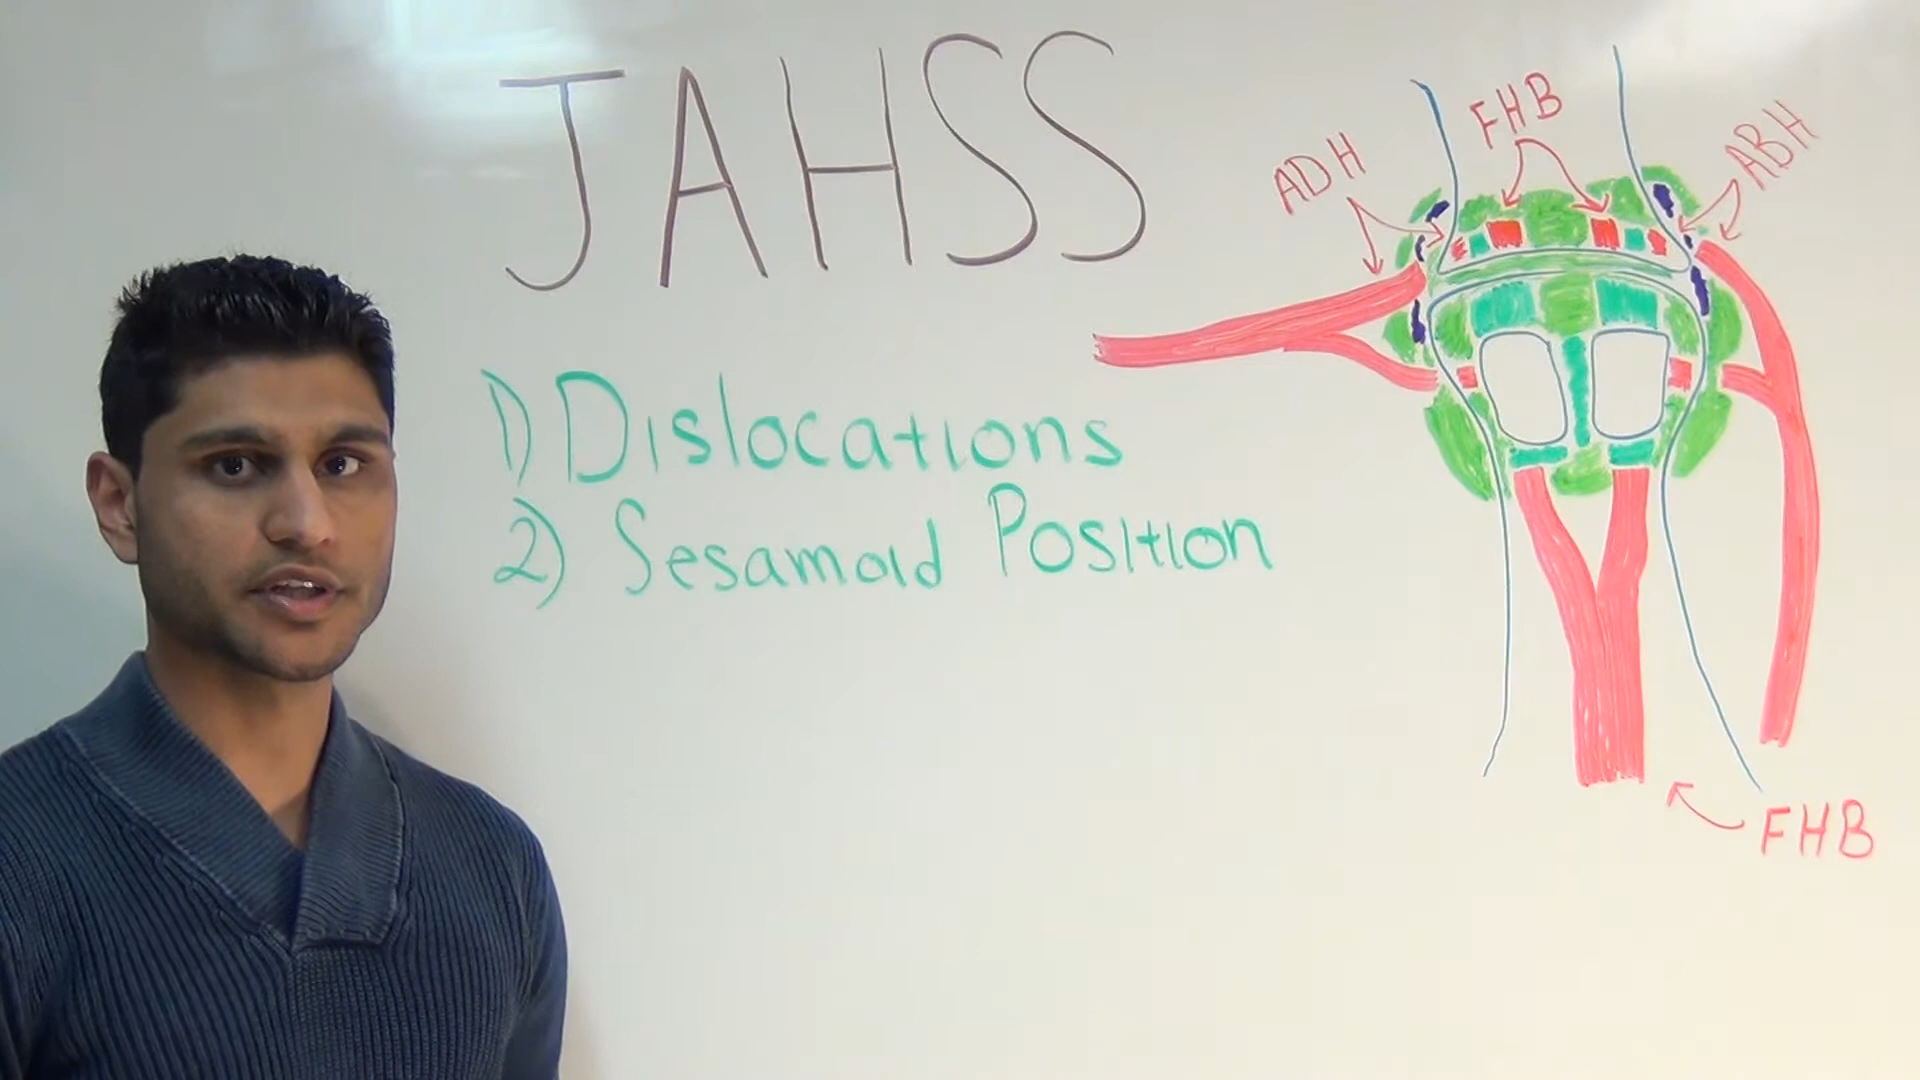 JAHSS
1) Dislocations
2) Sesamoid Position
ADH
FHB
ABH
FHB